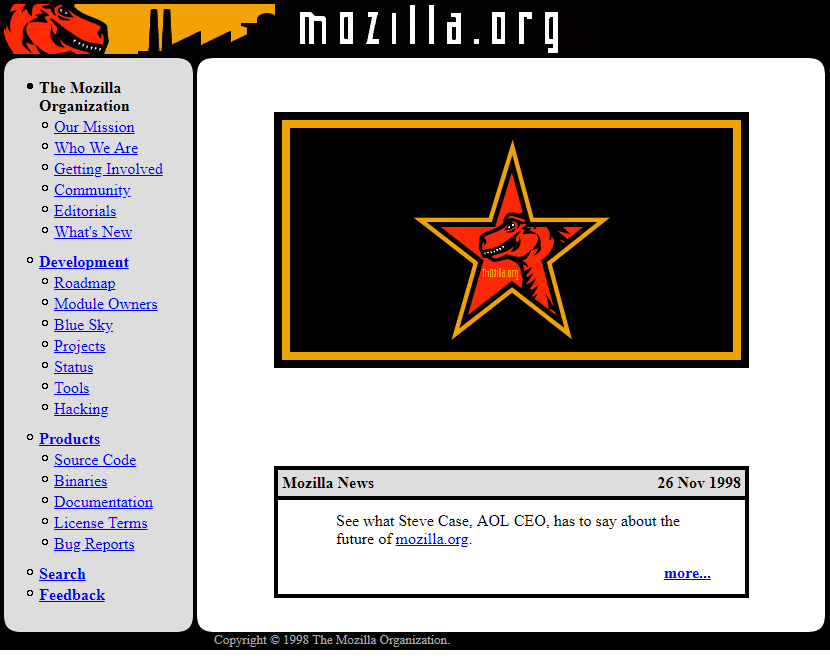 mozilla.org
The Mozilla
Organization
Our Mission
Who We Are
Getting Involved
Community
Editorials
What's New
Development
Roadmap
Module Owners
Blue Sky
Projects
Status
Tools
Hacking
Products
Source Code
Binaries
Documentation
License Terms
Bug Reports
Search
Feedback
mozilla.org
Mozilla News 26 Nov 1998
See what Steve Case, AOL CEO, has to say about the
future of mozilla.org.
more...
Copyright © 1998 The Mozilla Organization.